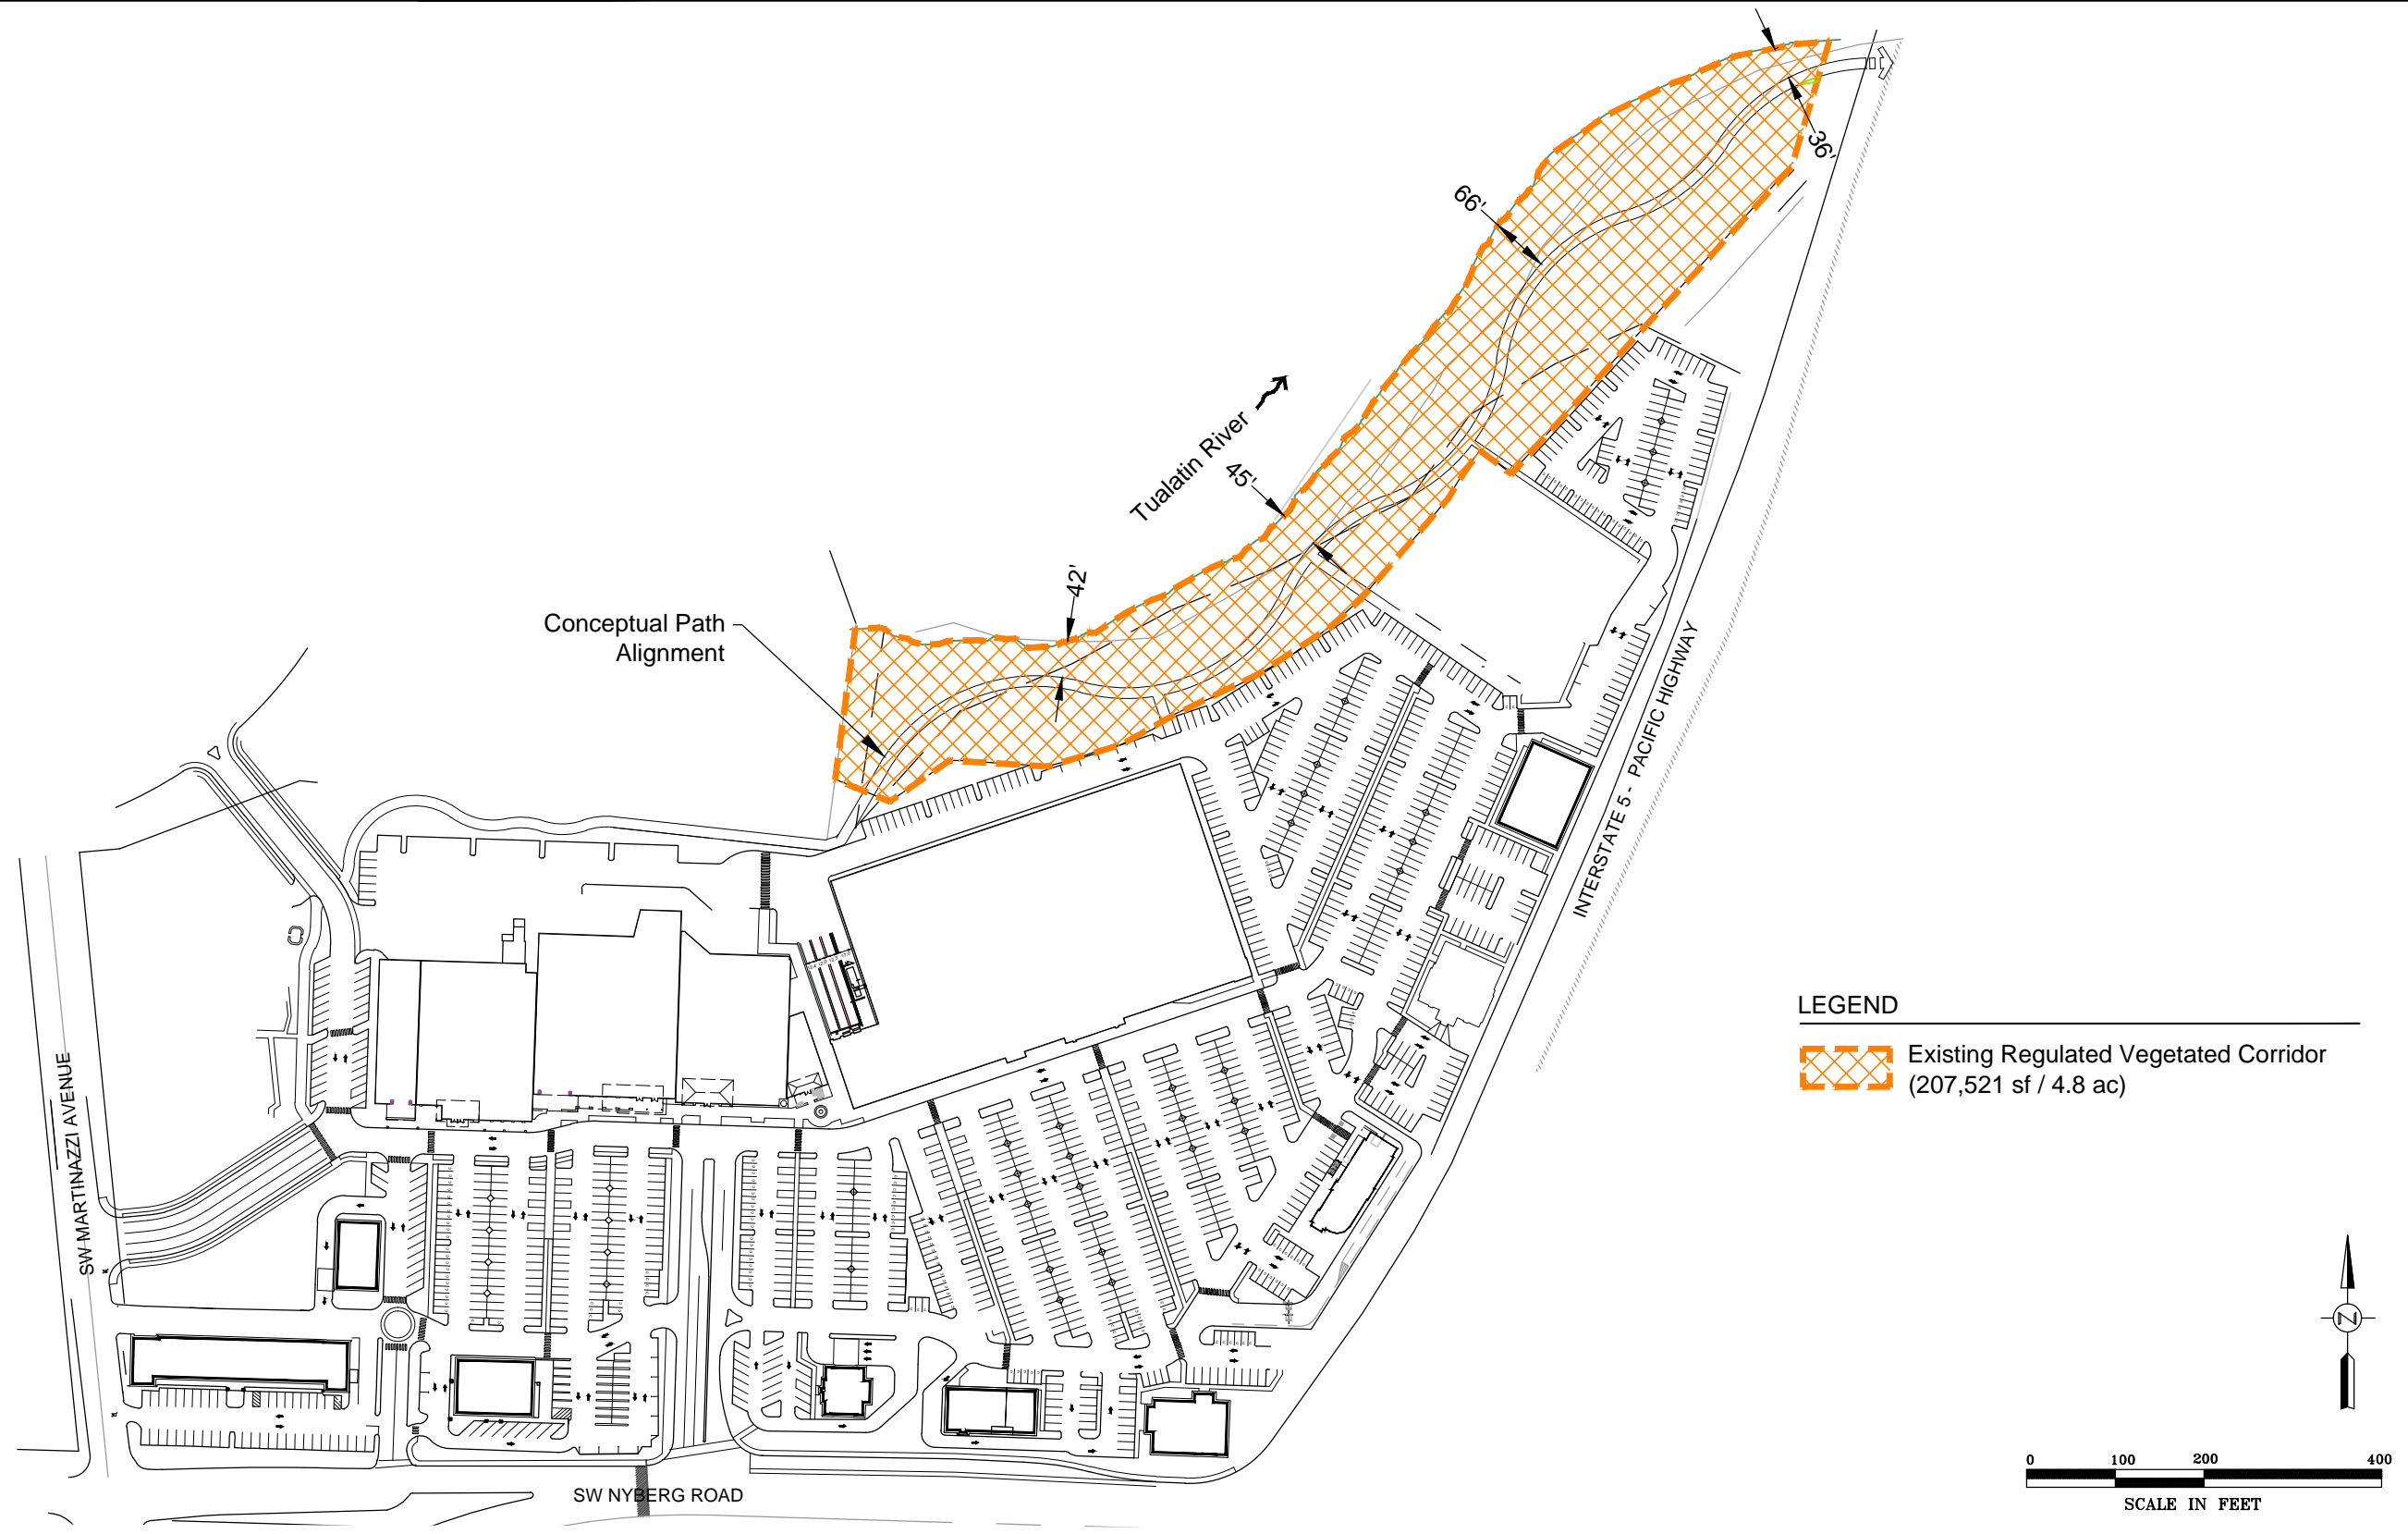 36'
66'
Tualatin River
45'
42'
Conceptual Path
Alignment
INTERSTATE 5 - PACIFIC HIGHWAY
LEGEND
Existing Regulated Vegetated Corridor
(207,521 sf / 4.8 ac)
SW MARTINAZZI AVENUE
SW NYBERG ROAD
Z
0 100 200 400
SCALE IN FEET